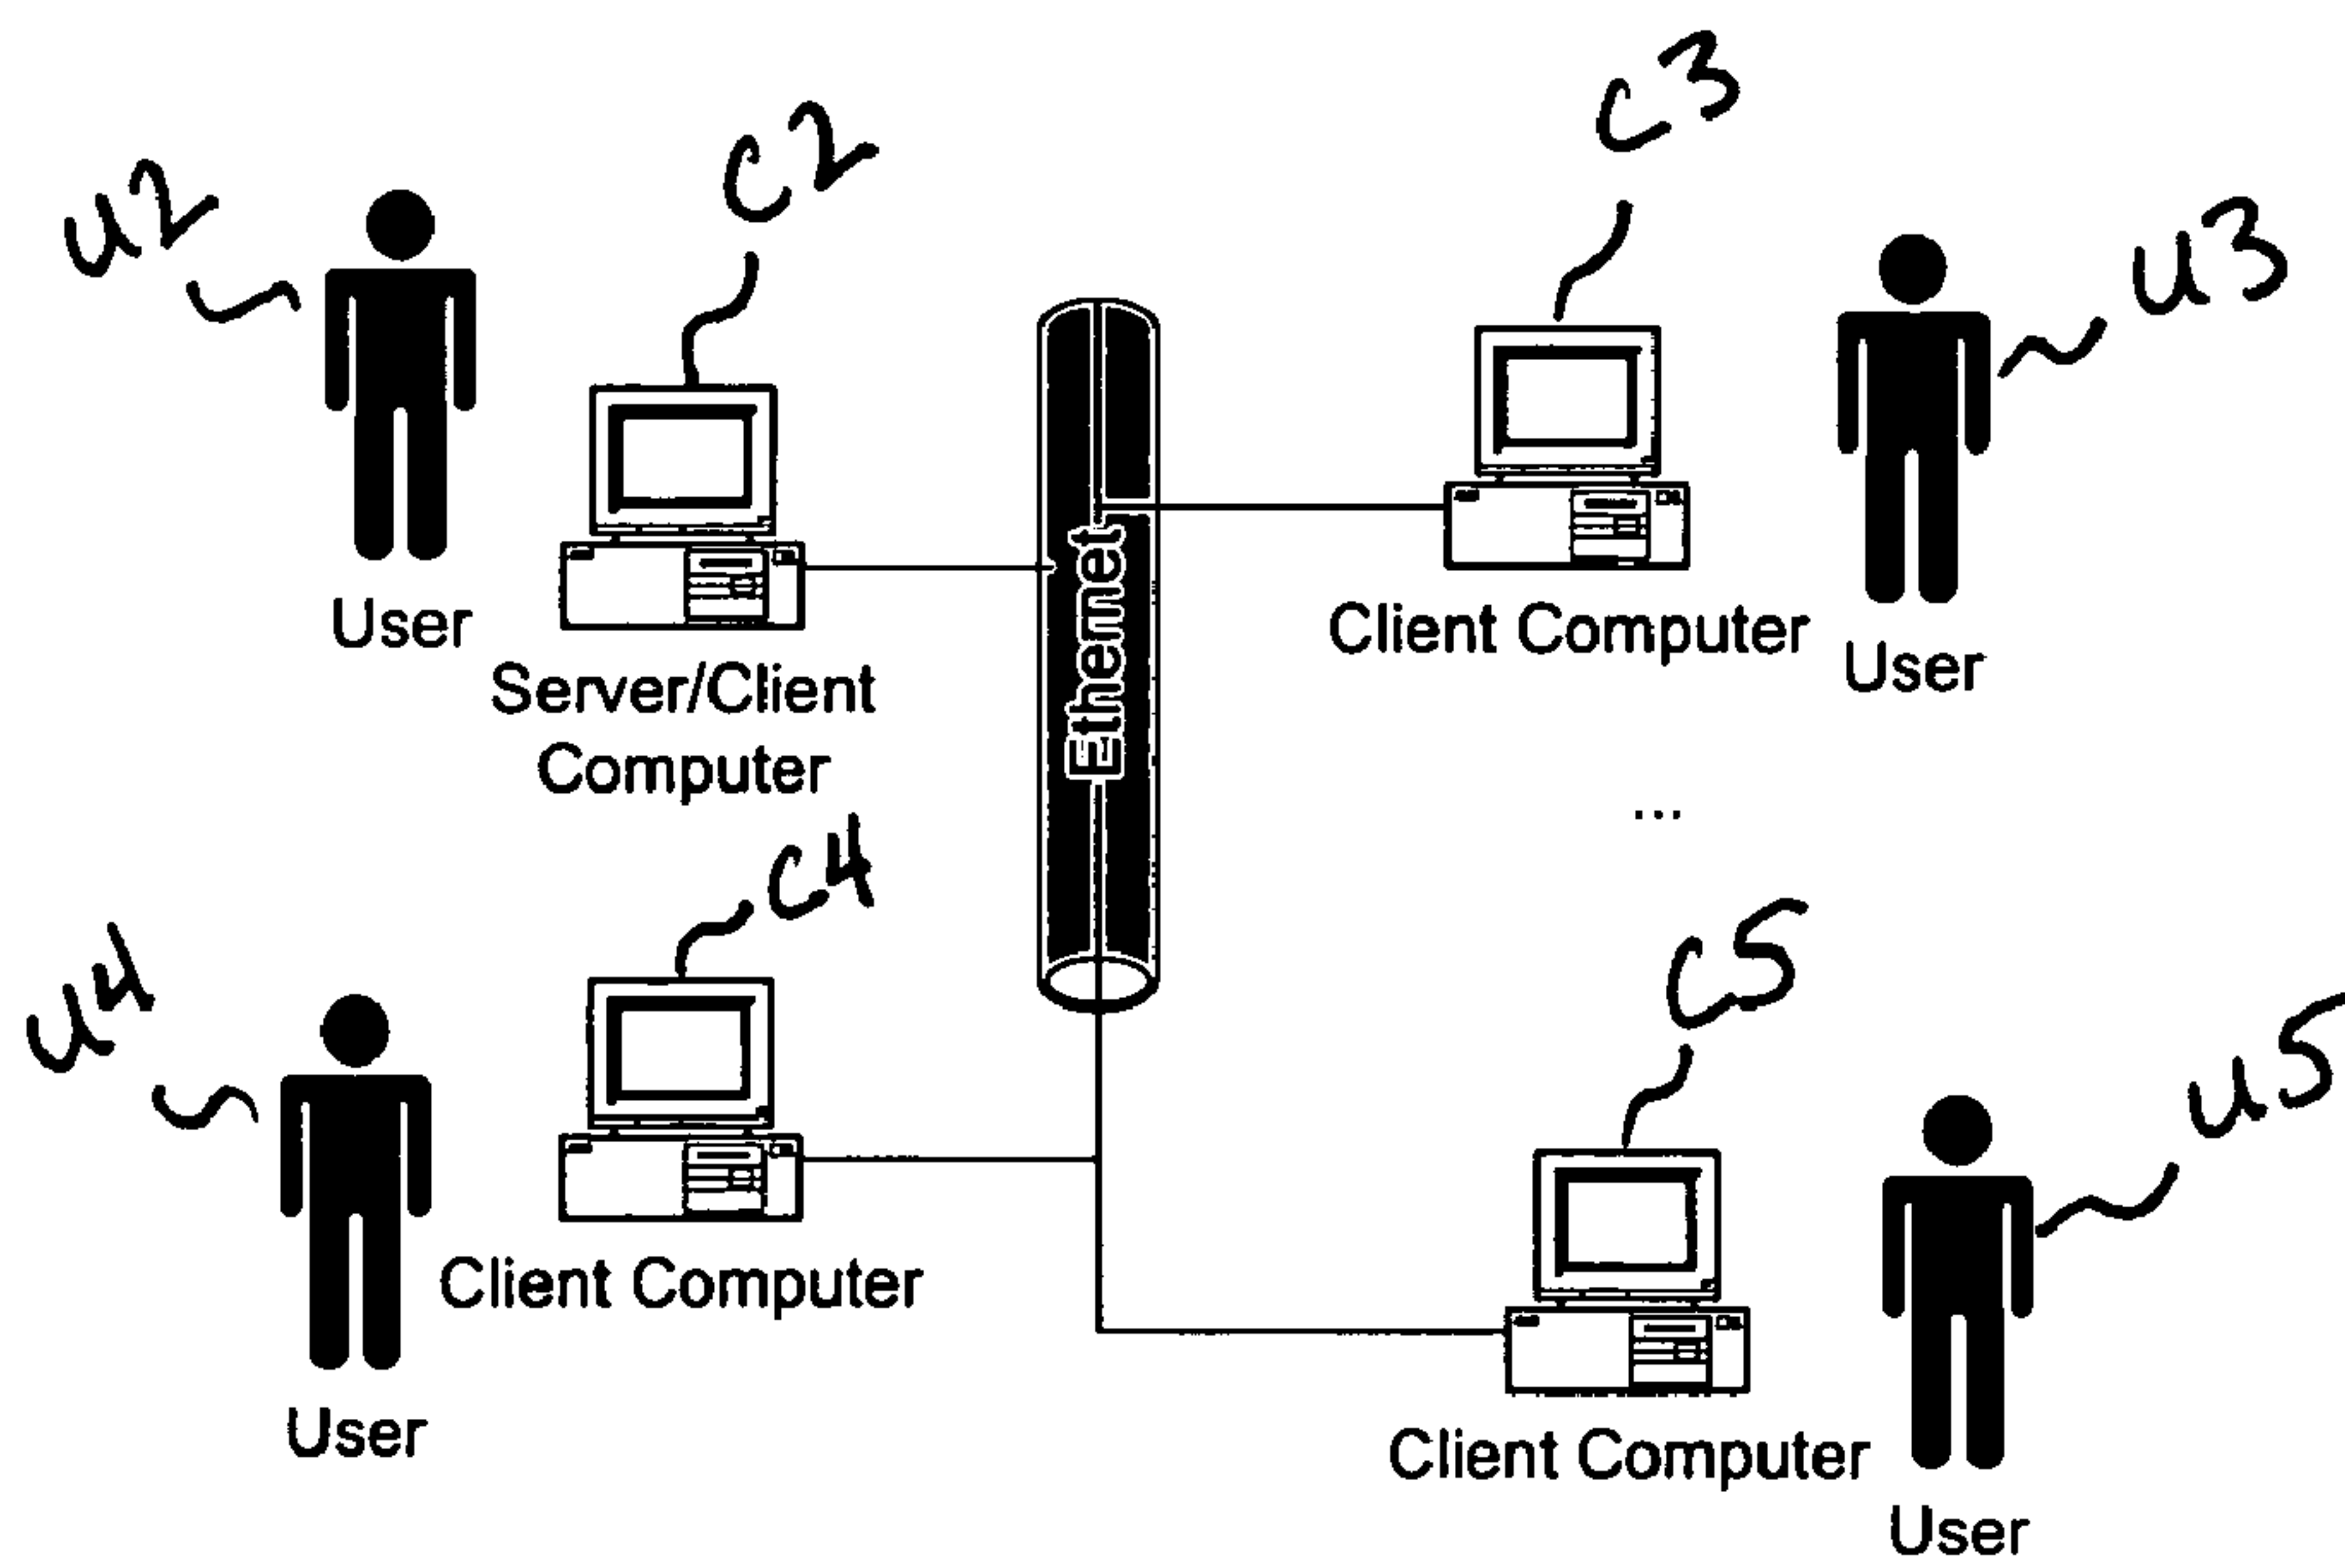 C3
C2
U2
U3
User
Server/Client
Computer
Ethernet
Client Computer
User
...
C4
C5
U4
U5
Client Computer
User
Client Computer
User